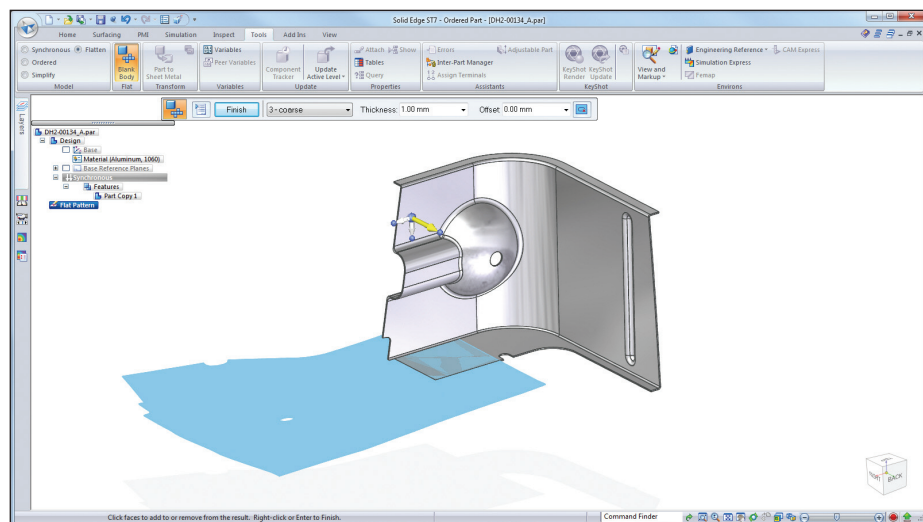 Solid Edge ST7 - Ordered Part - [DH2-00134_A.par]
Home Surfacing PMI Simulation Inspect Tools Add Ins View
Synchronous Flatten
Ordered
Simplify
Model
Blank Body
Flat
Part to Sheet Metal
Transform
Variables
Peer Variables
Variables
Component Tracker
Update Active Level
Update
Attach Show
Tables
Query
Properties
Errors Adjustable Part
Inter-Part Manager
Assign Terminals
Assistants
KeyShot Render
KeyShot Update
KeyShot
View and Markup
Engineering Reference CAM Express
Simulation Express
Femap
Environs
Finish 3 - coarse Thickness: 1.00 mm Offset: 0.00 mm
Layers
DH2-00134_A.par
Design
Base
Material (Aluminum, 1060)
Base Reference Planes
Synchronous
Features
Part Copy 1
Flat Pattern
BACK
Click faces to add to or remove from the result. Right-click or Enter to Finish.
Command Finder